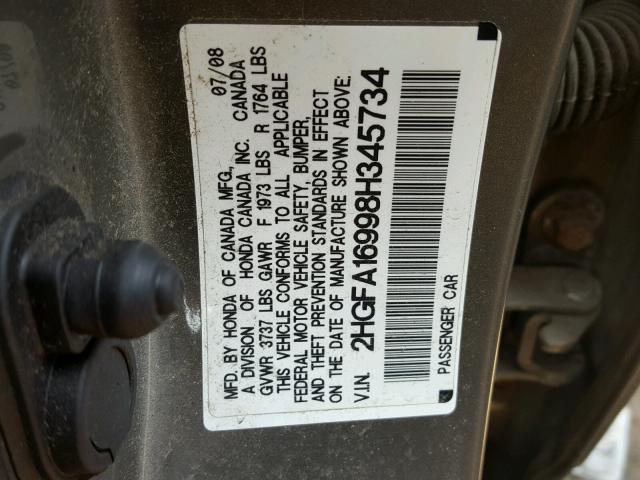 MFD. BY HONDA OF CANADA MFG., 07/08
A DIVISION OF HONDA CANADA INC. CANADA
GVWR 3737 LBS GAWR F 1973 LBS R 1764 LBS
THIS VEHICLE CONFORMS TO ALL APPLICABLE
FEDERAL MOTOR VEHICLE SAFETY, BUMPER,
AND THEFT PREVENTION STANDARDS IN EFFECT
ON THE DATE OF MANUFACTURE SHOWN ABOVE.
V.I.N. 2HGFA16998H345734
PASSENGER CAR